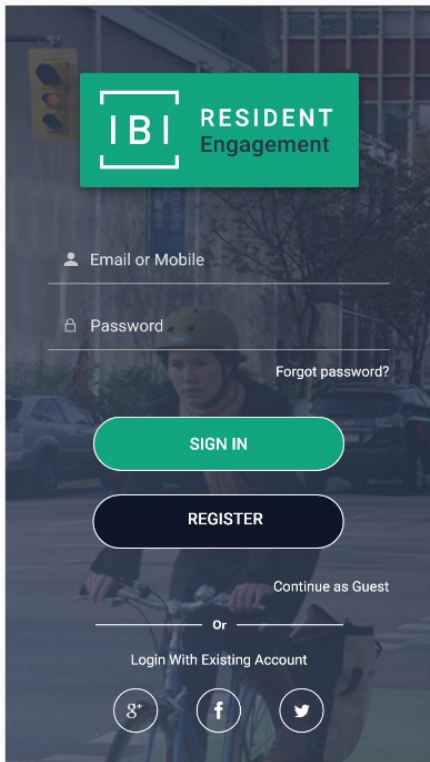 IBI
RESIDENT
Engagement
Email or Mobile
Password
Forgot password?
SIGN IN
REGISTER
Continue as Guest
Or
Login With Existing Account
g+
f